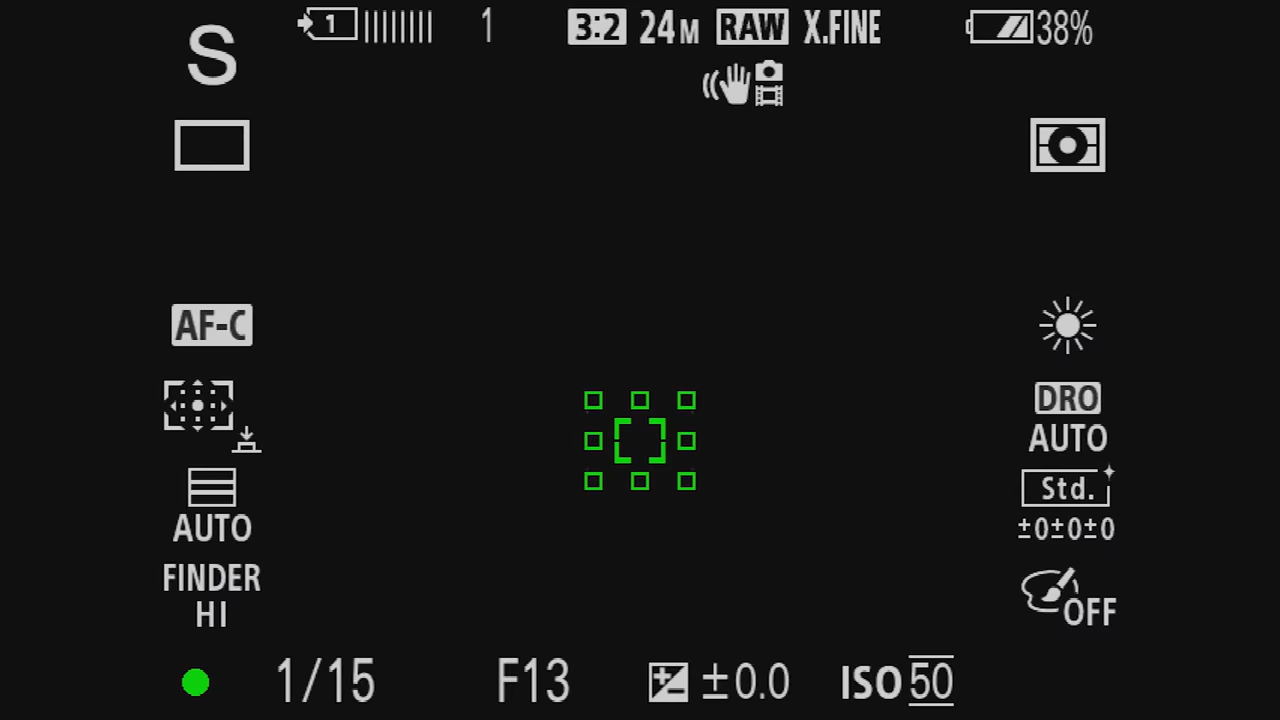 S 1 1 3:2 24M RAW X.FINE 38%
AF-C
DRO
AUTO
Std.
±0±0±0
AUTO
FINDER
HI
OFF
1/15 F13 ±0.0 ISO 50